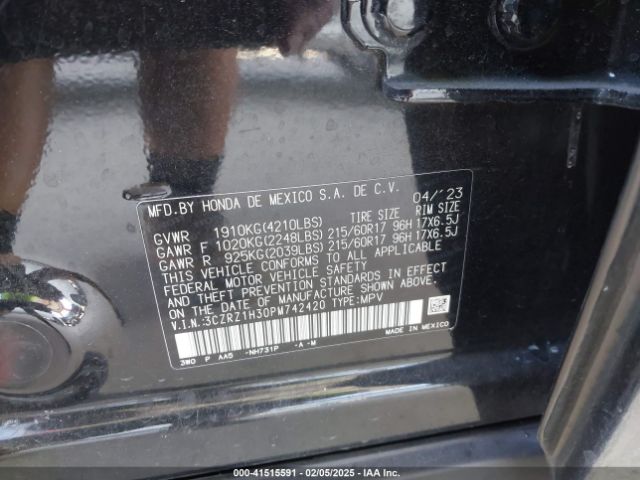 MFD.BY HONDA DE MEXICO S.A. DE C.V. 04/'23
GVWR 1910KG(4210LBS) TIRE SIZE RIM SIZE
GAWR F 1020KG(2248LBS) 215/60R17 96H 17X6.5J
GAWR R 925KG(2039LBS) 215/60R17 96H 17X6.5J
THIS VEHICLE CONFORMS TO ALL APPLICABLE
FEDERAL MOTOR VEHICLE SAFETY
AND THEFT PREVENTION STANDARDS IN EFFECT
ON THE DATE OF MANUFACTURE SHOWN ABOVE.
V.I.N.:3CZRZ1H30PM742420 TYPE:MPV
3W0 P AA5 -NH731P -A -M MADE IN MEXICO
000-41515591 - 02/05/2025 - IAA Inc.